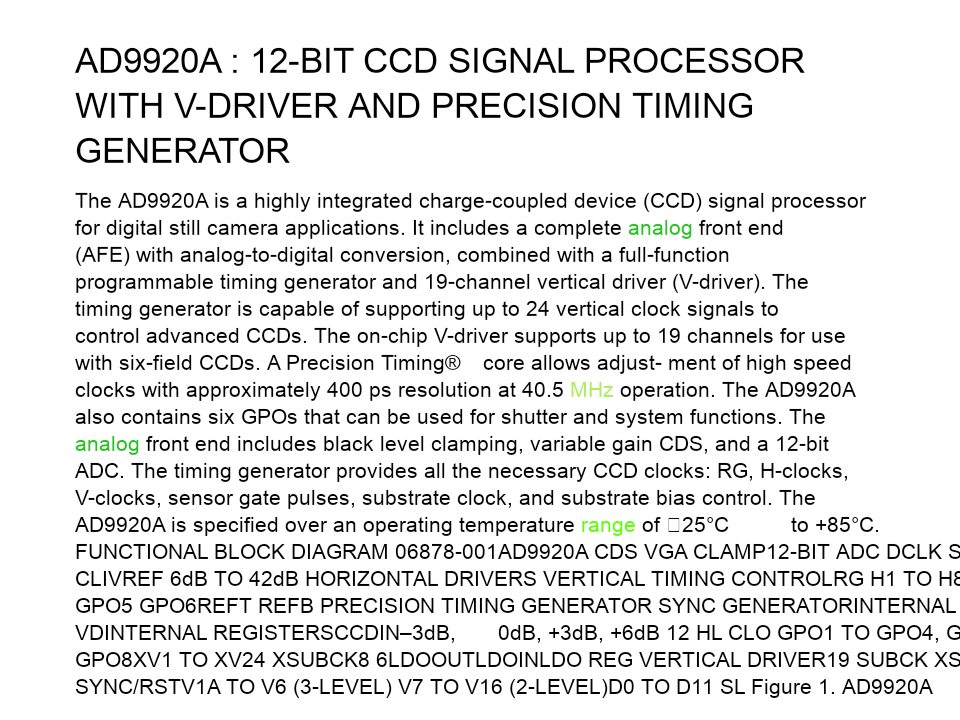 AD9920A : 12-BIT CCD SIGNAL PROCESSOR
WITH V-DRIVER AND PRECISION TIMING
GENERATOR
The AD9920A is a highly integrated charge-coupled device (CCD) signal processor
for digital still camera applications. It includes a complete analog front end
(AFE) with analog-to-digital conversion, combined with a full-function
programmable timing generator and 19-channel vertical driver (V-driver). The
timing generator is capable of supporting up to 24 vertical clock signals to
control advanced CCDs. The on-chip V-driver supports up to 19 channels for use
with six-field CCDs. A Precision Timing® core allows adjust- ment of high speed
clocks with approximately 400 ps resolution at 40.5 MHz operation. The AD9920A
also contains six GPOs that can be used for shutter and system functions. The
analog front end includes black level clamping, variable gain CDS, and a 12-bit
ADC. The timing generator provides all the necessary CCD clocks: RG, H-clocks,
V-clocks, sensor gate pulses, substrate clock, and substrate bias control. The
AD9920A is specified over an operating temperature range of □25°C to +85°C.
FUNCTIONAL BLOCK DIAGRAM 06878-001AD9920A CDS VGA CLAMP12-BIT ADC DCLK S
CLIVREF 6dB TO 42dB HORIZONTAL DRIVERS VERTICAL TIMING CONTROLRG H1 TO H8
GPO5 GPO6REFT REFB PRECISION TIMING GENERATOR SYNC GENERATORINTERNAL
VDINTERNAL REGISTERSCCDIN–3dB, 0dB, +3dB, +6dB 12 HL CLO GPO1 TO GPO4, G
GPO8XV1 TO XV24 XSUBCK8 6LDOOUTLDOINLDO REG VERTICAL DRIVER19 SUBCK XS
SYNC/RSTV1A TO V6 (3-LEVEL) V7 TO V16 (2-LEVEL)D0 TO D11 SL Figure 1. AD9920A